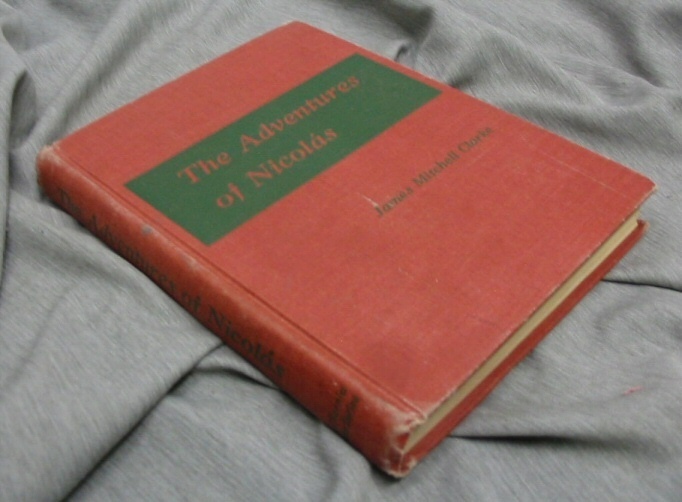 The Adventures
of Nicolás
James Mitchell Clarke
The Adventures of Nicolás